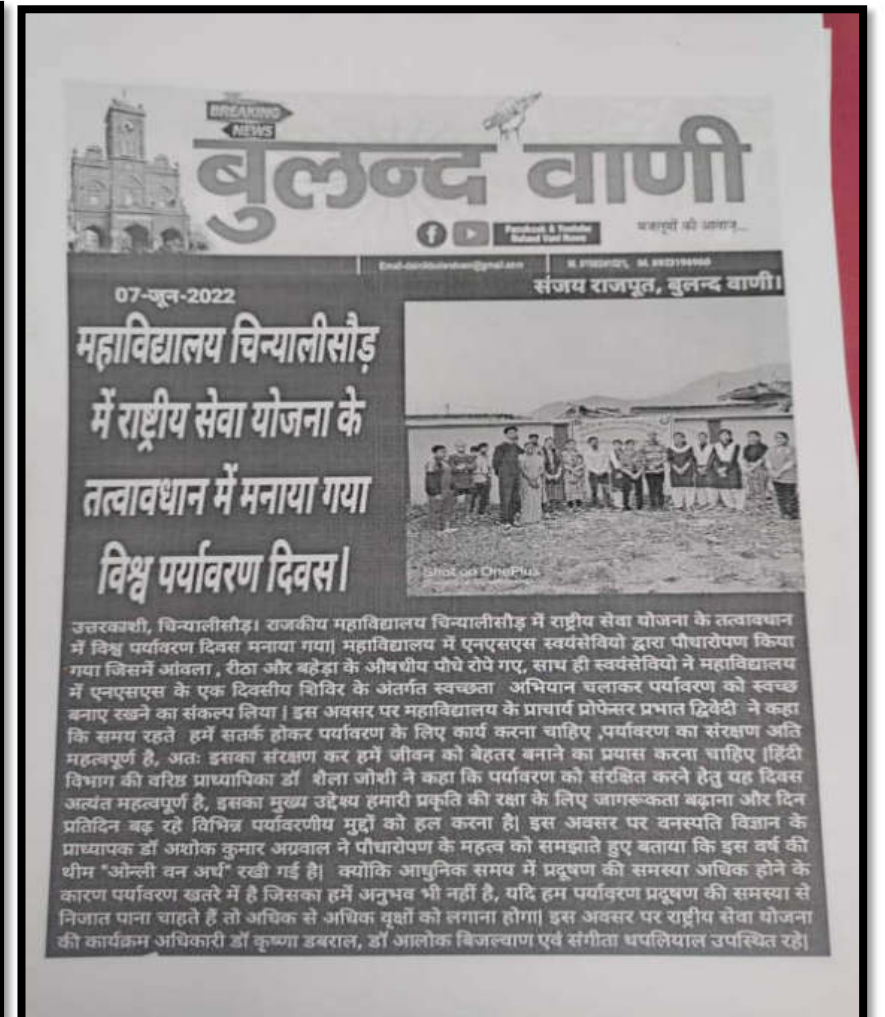 BREAKING
NEWS
बुलन्द वाणी
Facebook & Youtube
Buland Vani News
मजलूमों की आवाज़...
07-जून-2022
संजय राजपूत, बुलन्द वाणी।
महाविद्यालय चिन्यालीसौड़
में राष्ट्रीय सेवा योजना के
तत्वावधान में मनाया गया
विश्व पर्यावरण दिवस।
Shot on OnePlus
उत्तरकाशी, चिन्यालीसौड़। राजकीय महाविद्यालय चिन्यालीसौड़ में राष्ट्रीय सेवा योजना के तत्वावधान
में विश्व पर्यावरण दिवस मनाया गया| महाविद्यालय में एनएसएस स्वयंसेवियो द्वारा पौधारोपण किया
गया जिसमें आंवला , रीठा और बहेड़ा के औषधीय पौधे रोपे गए, साथ ही स्वयंसेवियो ने महाविद्यालय
में एनएसएस के एक दिवसीय शिविर के अंतर्गत स्वच्छता अभियान चलाकर पर्यावरण को स्वच्छ
बनाए रखने का संकल्प लिया | इस अवसर पर महाविद्यालय के प्राचार्य प्रोफेसर प्रभात द्विवेदी ने कहा
कि समय रहते हमें सतर्क होकर पर्यावरण के लिए कार्य करना चाहिए ,पर्यावरण का संरक्षण अति
महत्वपूर्ण है, अतः इसका संरक्षण कर हमें जीवन को बेहतर बनाने का प्रयास करना चाहिए |हिंदी
विभाग की वरिष्ठ प्राध्यापिका डॉ शैला जोशी ने कहा कि पर्यावरण को संरक्षित करने हेतु यह दिवस
अत्यंत महत्वपूर्ण है, इसका मुख्य उद्देश्य हमारी प्रकृति की रक्षा के लिए जागरूकता बढ़ाना और दिन
प्रतिदिन बढ़ रहे विभिन्न पर्यावरणीय मुद्दों को हल करना है| इस अवसर पर वनस्पति विज्ञान के
प्राध्यापक डॉ अशोक कुमार अग्रवाल ने पौधारोपण के महत्व को समझाते हुए बताया कि इस वर्ष की
थीम "ओन्ली वन अर्थ" रखी गई है| क्योंकि आधुनिक समय में प्रदूषण की समस्या अधिक होने के
कारण पर्यावरण खतरे में है जिसका हमें अनुभव भी नहीं है, यदि हम पर्यावरण प्रदूषण की समस्या से
निजात पाना चाहते हैं तो अधिक से अधिक वृक्षों को लगाना होगा| इस अवसर पर राष्ट्रीय सेवा योजना
की कार्यक्रम अधिकारी डॉ कृष्णा डबराल, डॉ आलोक बिजल्वाण एवं संगीता थपलियाल उपस्थित रहे|